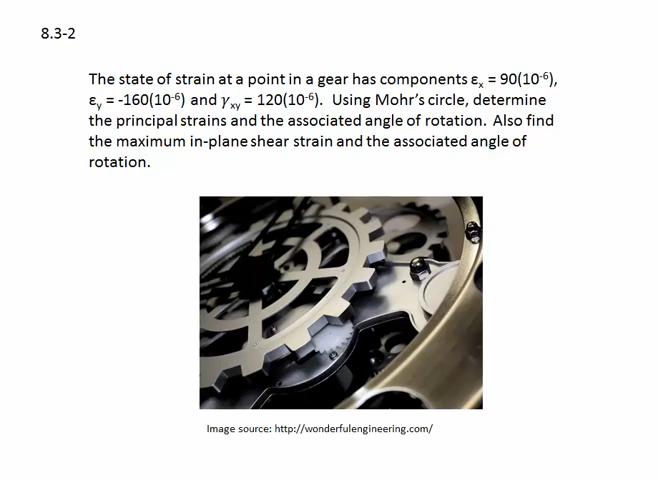 8.3-2
The state of strain at a point in a gear has components εₓ = 90(10⁻⁶),
εᵧ = -160(10⁻⁶) and γₓᵧ = 120(10⁻⁶).  Using Mohr's circle, determine
the principal strains and the associated angle of rotation.  Also find
the maximum in-plane shear strain and the associated angle of
rotation.
Image source: http://wonderfulengineering.com/